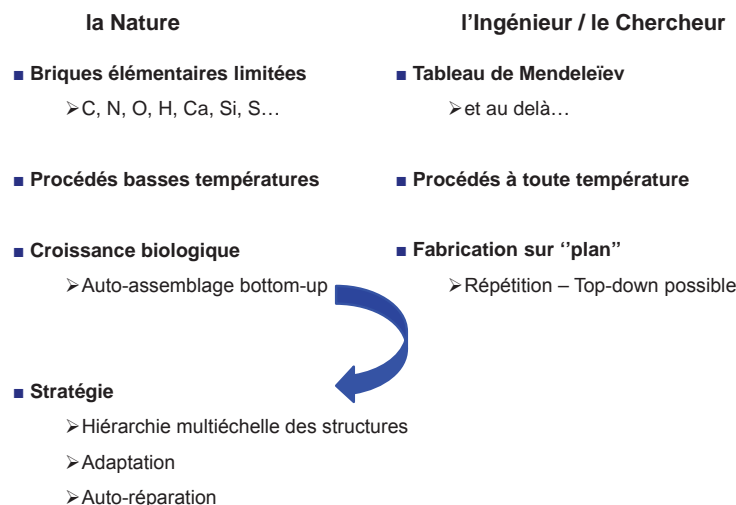 la Nature
■ Briques élémentaires limitées
➢C, N, O, H, Ca, Si, S…
■ Procédés basses températures
■ Croissance biologique
➢Auto-assemblage bottom-up
■ Stratégie
➢Hiérarchie multiéchelle des structures
➢Adaptation
➢Auto-réparation
l'Ingénieur / le Chercheur
■ Tableau de Mendeleïev
➢et au delà…
■ Procédés à toute température
■ Fabrication sur ‘’plan’’
➢Répétition – Top-down possible